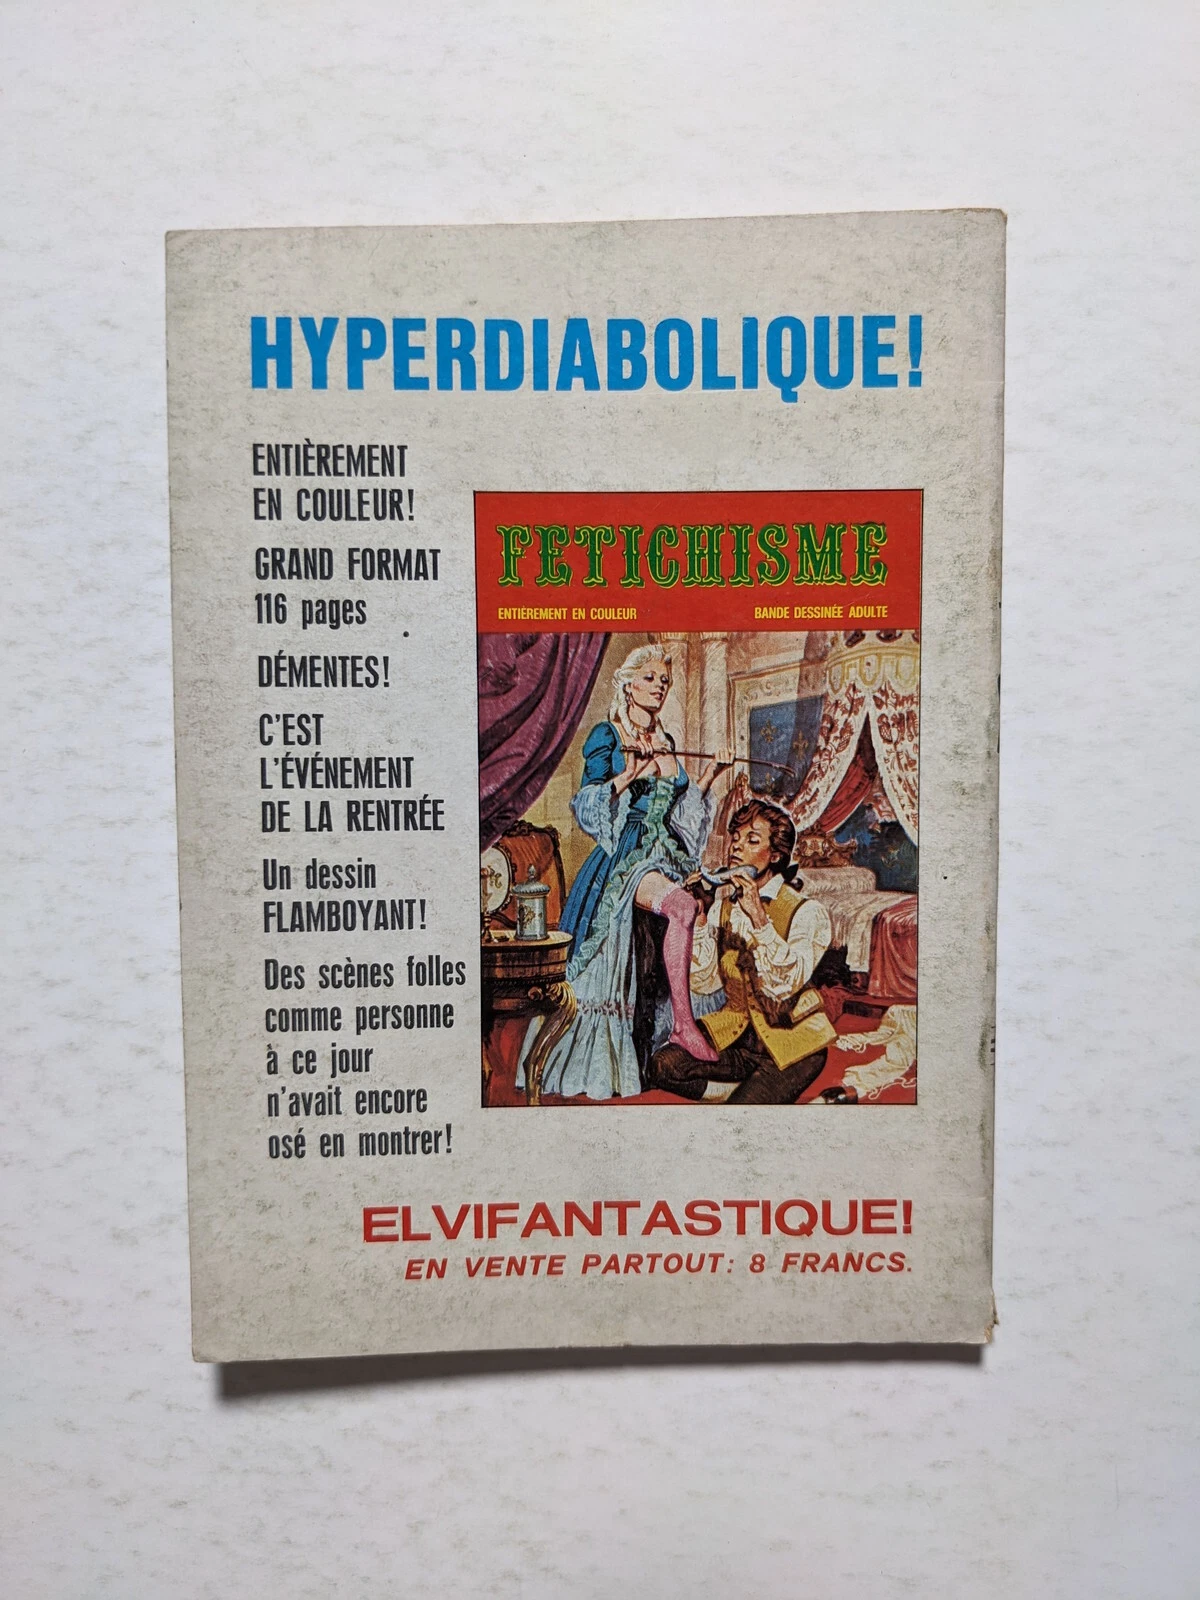 HYPERDIABOLIQUE!
ENTIÈREMENT
EN COULEUR!
GRAND FORMAT
116 pages
DÉMENTES!
C'EST
L'ÉVÉNEMENT
DE LA RENTRÉE
Un dessin
FLAMBOYANT!
Des scènes folles
comme personne
à ce jour
n'avait encore
osé en montrer!
FETICHISME
ENTIÈREMENT EN COULEUR
BANDE DESSINÉE ADULTE
ELVIFANTASTIQUE!
EN VENTE PARTOUT: 8 FRANCS.